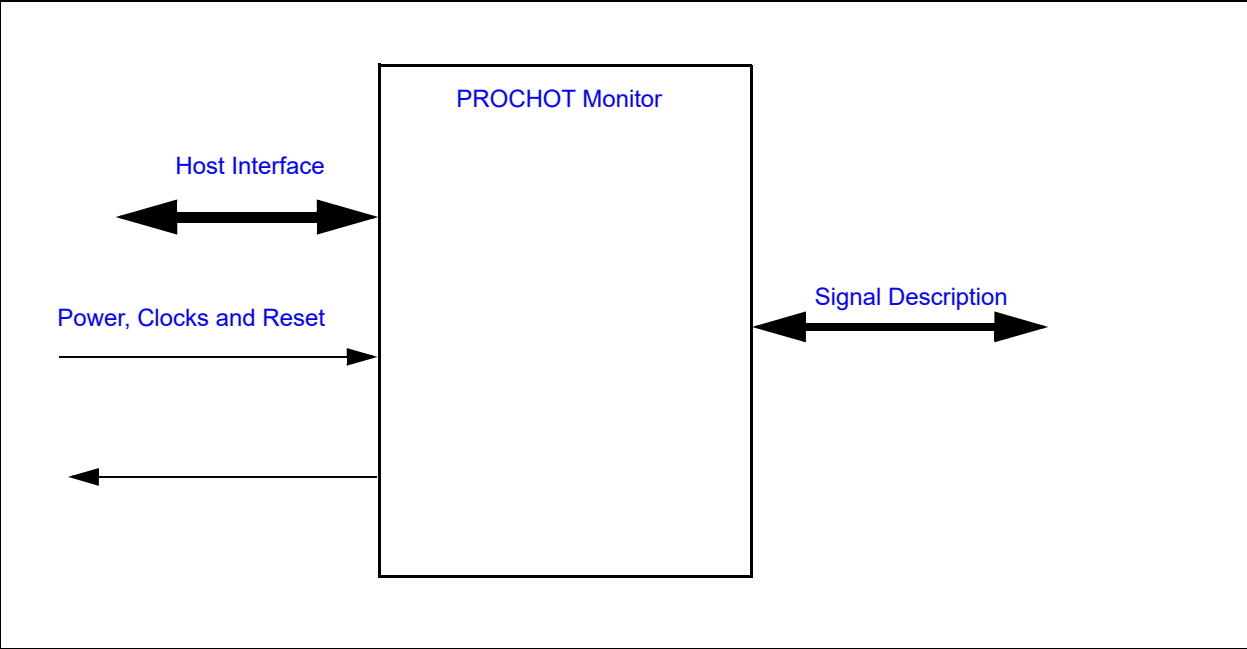 PROCHOT Monitor
Host Interface
Signal Description
Power, Clocks and Reset